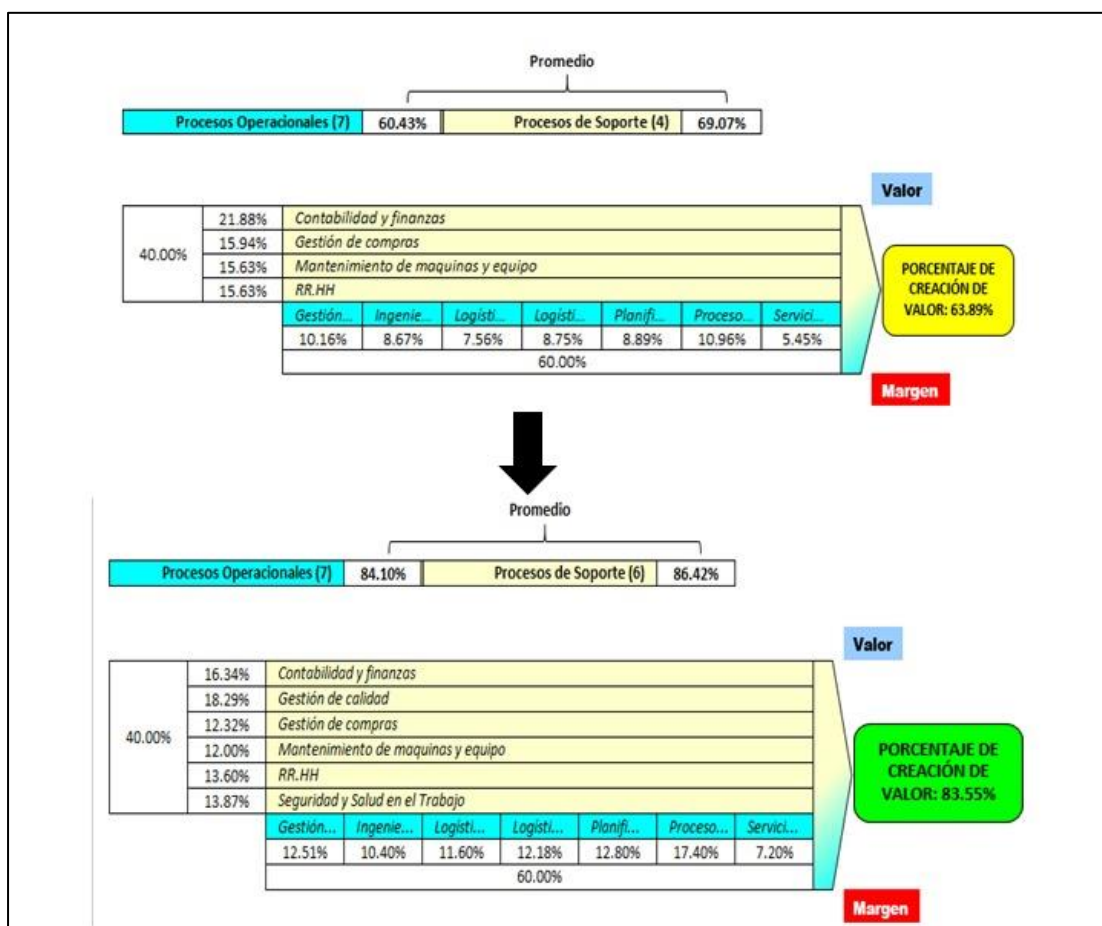 Promedio
Procesos Operacionales (7) 60.43% Procesos de Soporte (4) 69.07%
Valor
40.00%
21.88% Contabilidad y finanzas
15.94% Gestión de compras
15.63% Mantenimiento de maquinas y equipo
15.63% RR.HH
Gestión... Ingenie... Logísti... Logísti... Planifi... Proceso... Servici...
10.16% 8.67% 7.56% 8.75% 8.89% 10.96% 5.45%
60.00%
PORCENTAJE DE
CREACIÓN DE
VALOR: 63.89%
Margen
Promedio
Procesos Operacionales (7) 84.10% Procesos de Soporte (6) 86.42%
Valor
40.00%
16.34% Contabilidad y finanzas
18.29% Gestión de calidad
12.32% Gestión de compras
12.00% Mantenimiento de maquinas y equipo
13.60% RR.HH
13.87% Seguridad y Salud en el Trabajo
Gestión... Ingenie... Logísti... Logísti... Planifi... Proceso... Servici...
12.51% 10.40% 11.60% 12.18% 12.80% 17.40% 7.20%
60.00%
PORCENTAJE DE
CREACIÓN DE
VALOR: 83.55%
Margen